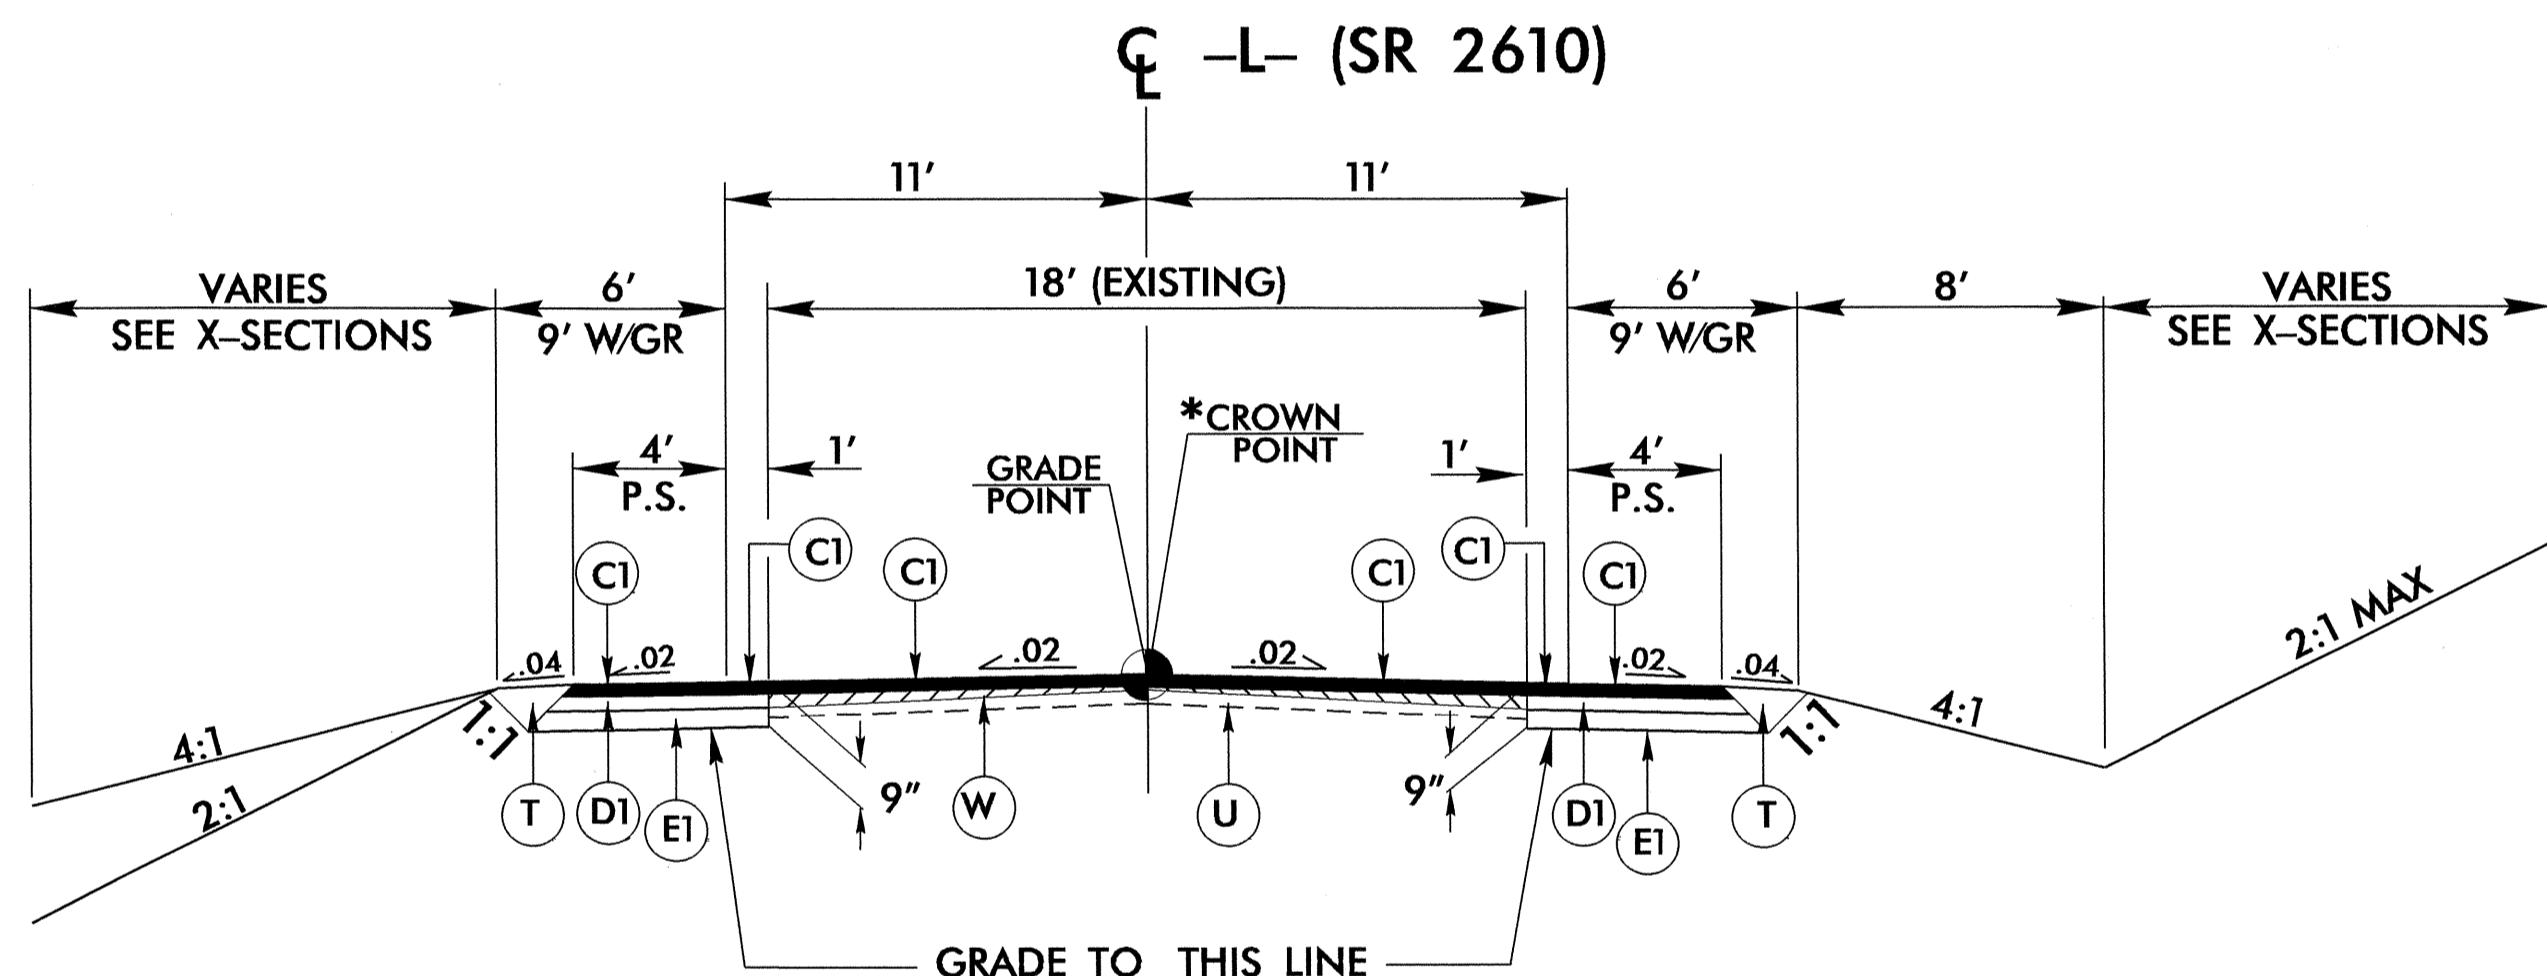 ℄ –L– (SR 2610)
11' 11'
VARIES 6' 18' (EXISTING) 6' 8' VARIES
SEE X–SECTIONS 9' W/GR 9' W/GR SEE X–SECTIONS
*CROWN
POINT
4' 1' 1' 4'
P.S. P.S.
GRADE
POINT
C1 C1 C1 C1 C1 C1
.04 .02 .02 .02 .02 .04
4:1 1:1 1:1 4:1 2:1 MAX
2:1
T D1 E1 9" W U 9" D1 E1 T
GRADE TO THIS LINE